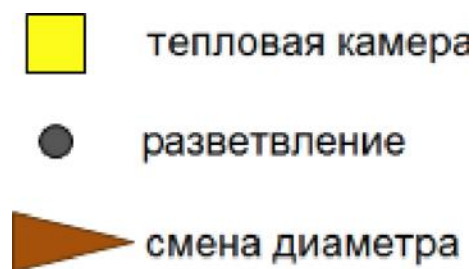 тепловая камера
разветвление
смена диаметра